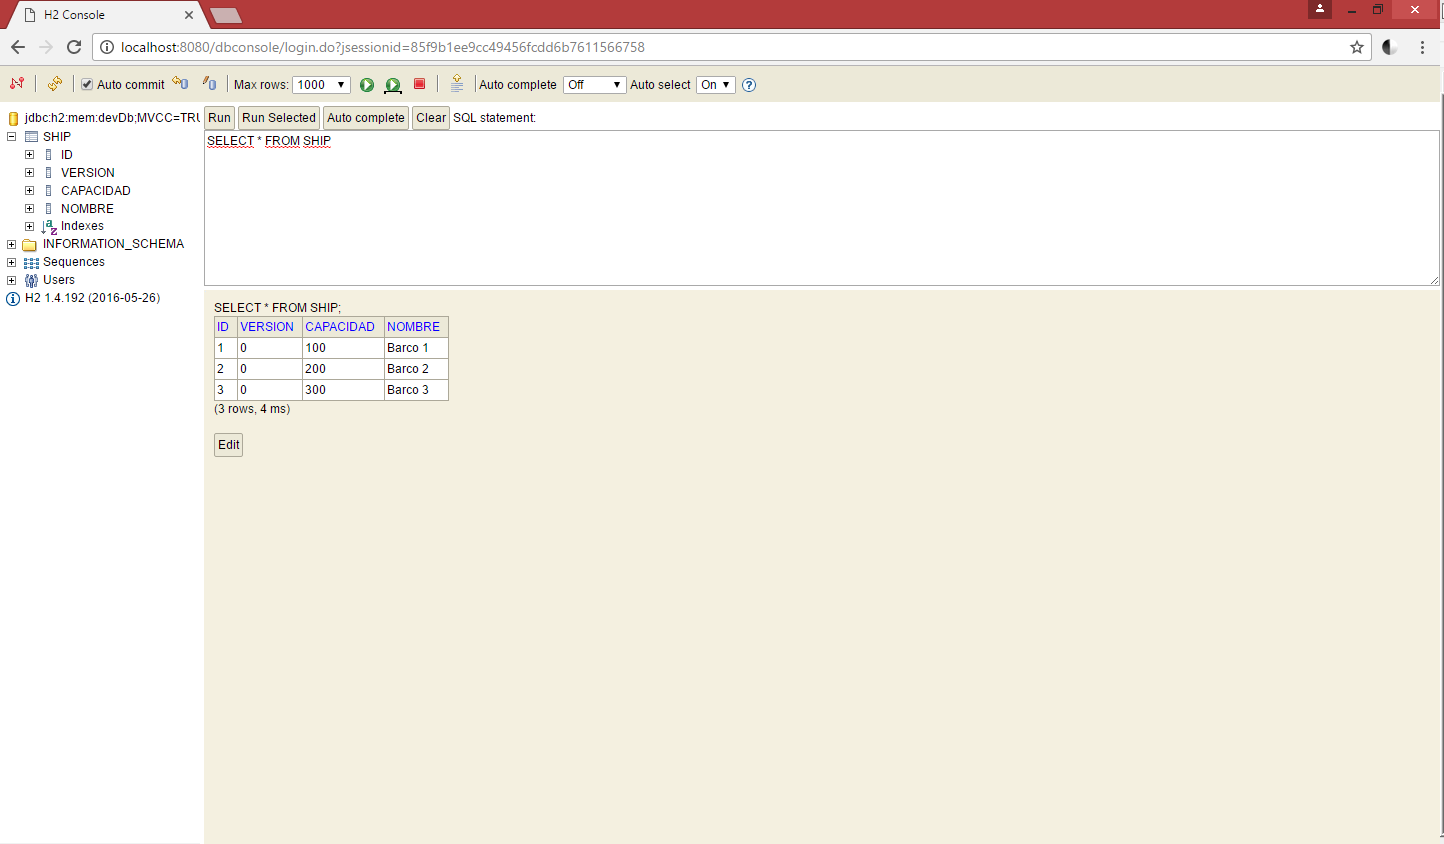 H2 Console
localhost:8080/dbconsole/login.do?jsessionid=85f9b1ee9cc49456fcdd6b7611566758
Auto commit Max rows: 1000 Auto complete Off Auto select On
jdbc:h2:mem:devDb;MVCC=TRU
SHIP
ID
VERSION
CAPACIDAD
NOMBRE
Indexes
INFORMATION_SCHEMA
Sequences
Users
H2 1.4.192 (2016-05-26)
Run Run Selected Auto complete Clear SQL statement:
SELECT * FROM SHIP
SELECT * FROM SHIP;
ID VERSION CAPACIDAD NOMBRE
1 0 100 Barco 1
2 0 200 Barco 2
3 0 300 Barco 3
(3 rows, 4 ms)
Edit